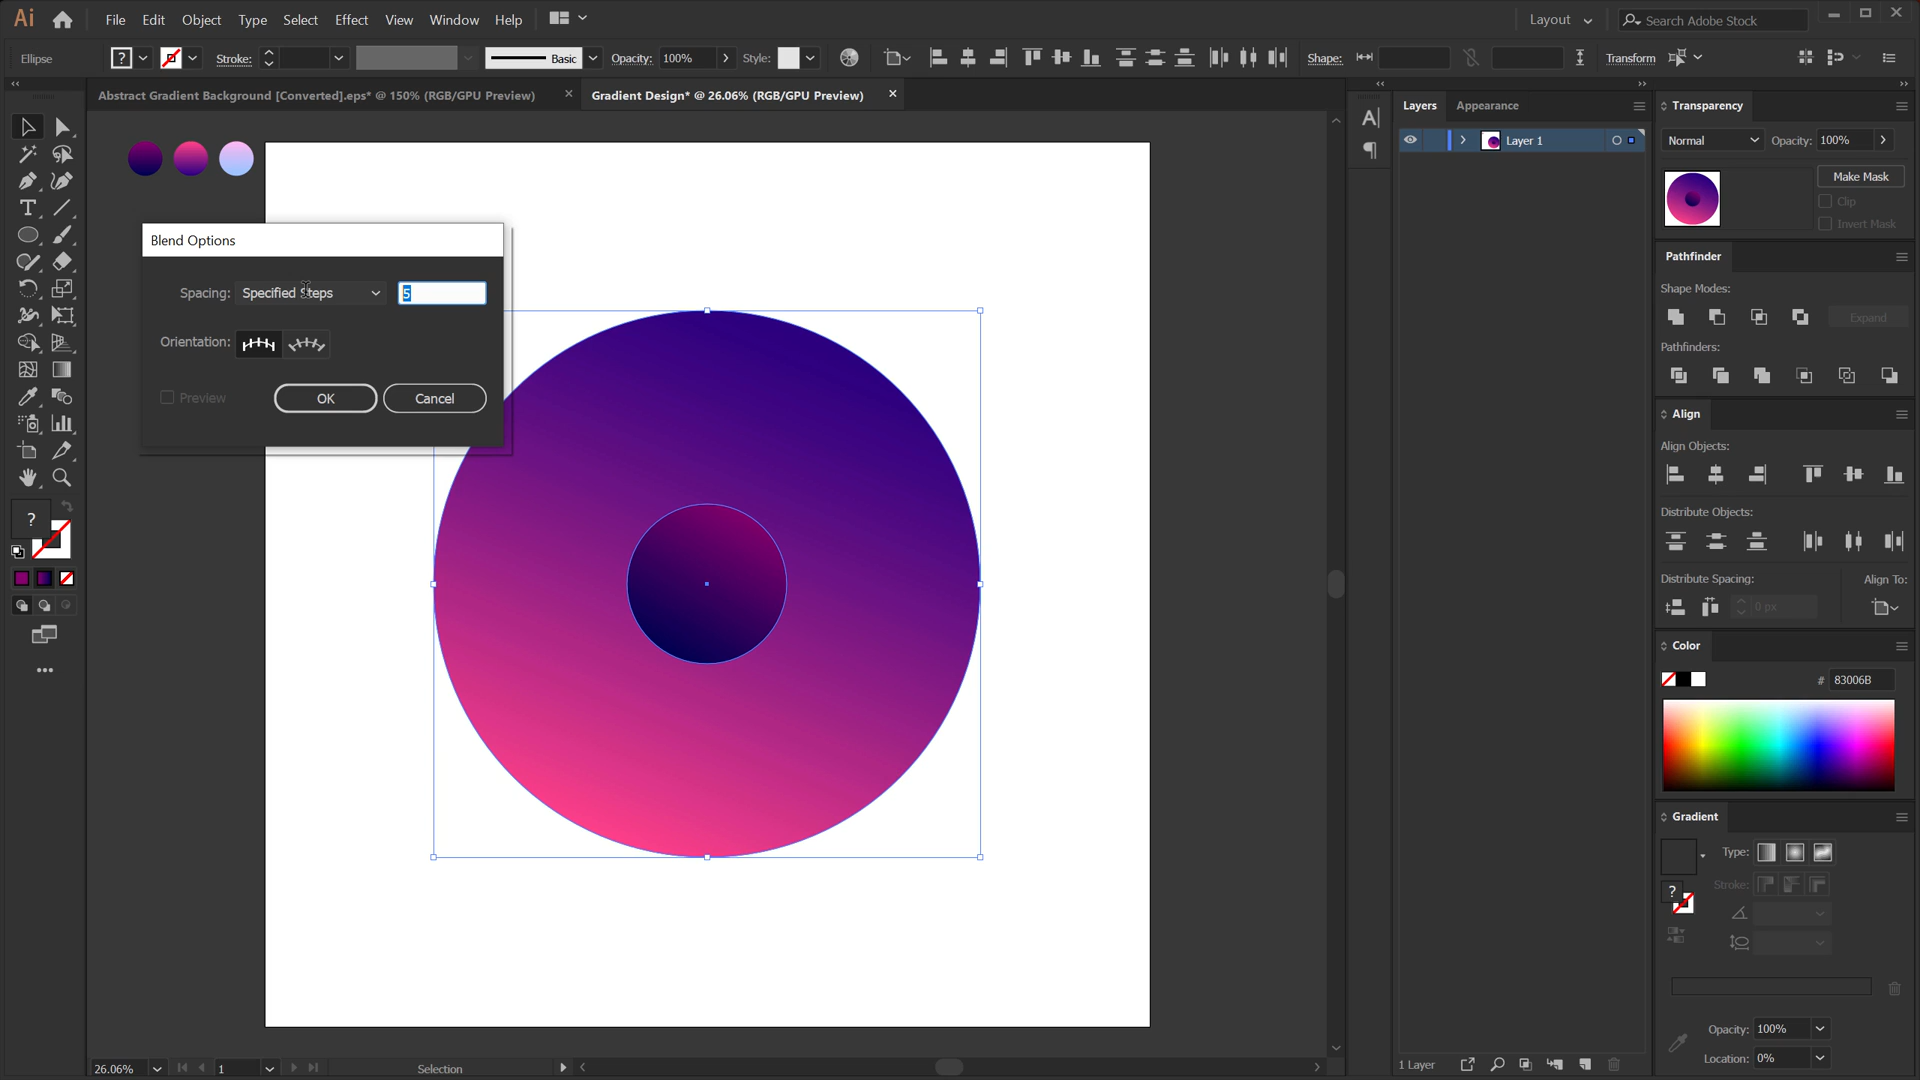 Ai File Edit Object Type Select Effect View Window Help Layout Search Adobe Stock
Ellipse ? Stroke: Basic Opacity: 100% Style: Shape: Transform
Abstract Gradient Background [Converted].eps* @ 150% (RGB/GPU Preview) × Gradient Design* @ 26.06% (RGB/GPU Preview) ×
Blend Options
Spacing: Specified Steps 5
Orientation:
Preview OK Cancel
?
26.06% 1 Selection
Layers Appearance
Layer 1
1 Layer
Transparency
Normal Opacity: 100%
Make Mask
Clip
Invert Mask
Pathfinder
Shape Modes:
Expand
Pathfinders:
Align
Align Objects:
Distribute Objects:
Distribute Spacing: Align To:
0 px
Color
# 83006B
Gradient
Type:
Stroke:
?
Opacity: 100%
Location: 0%